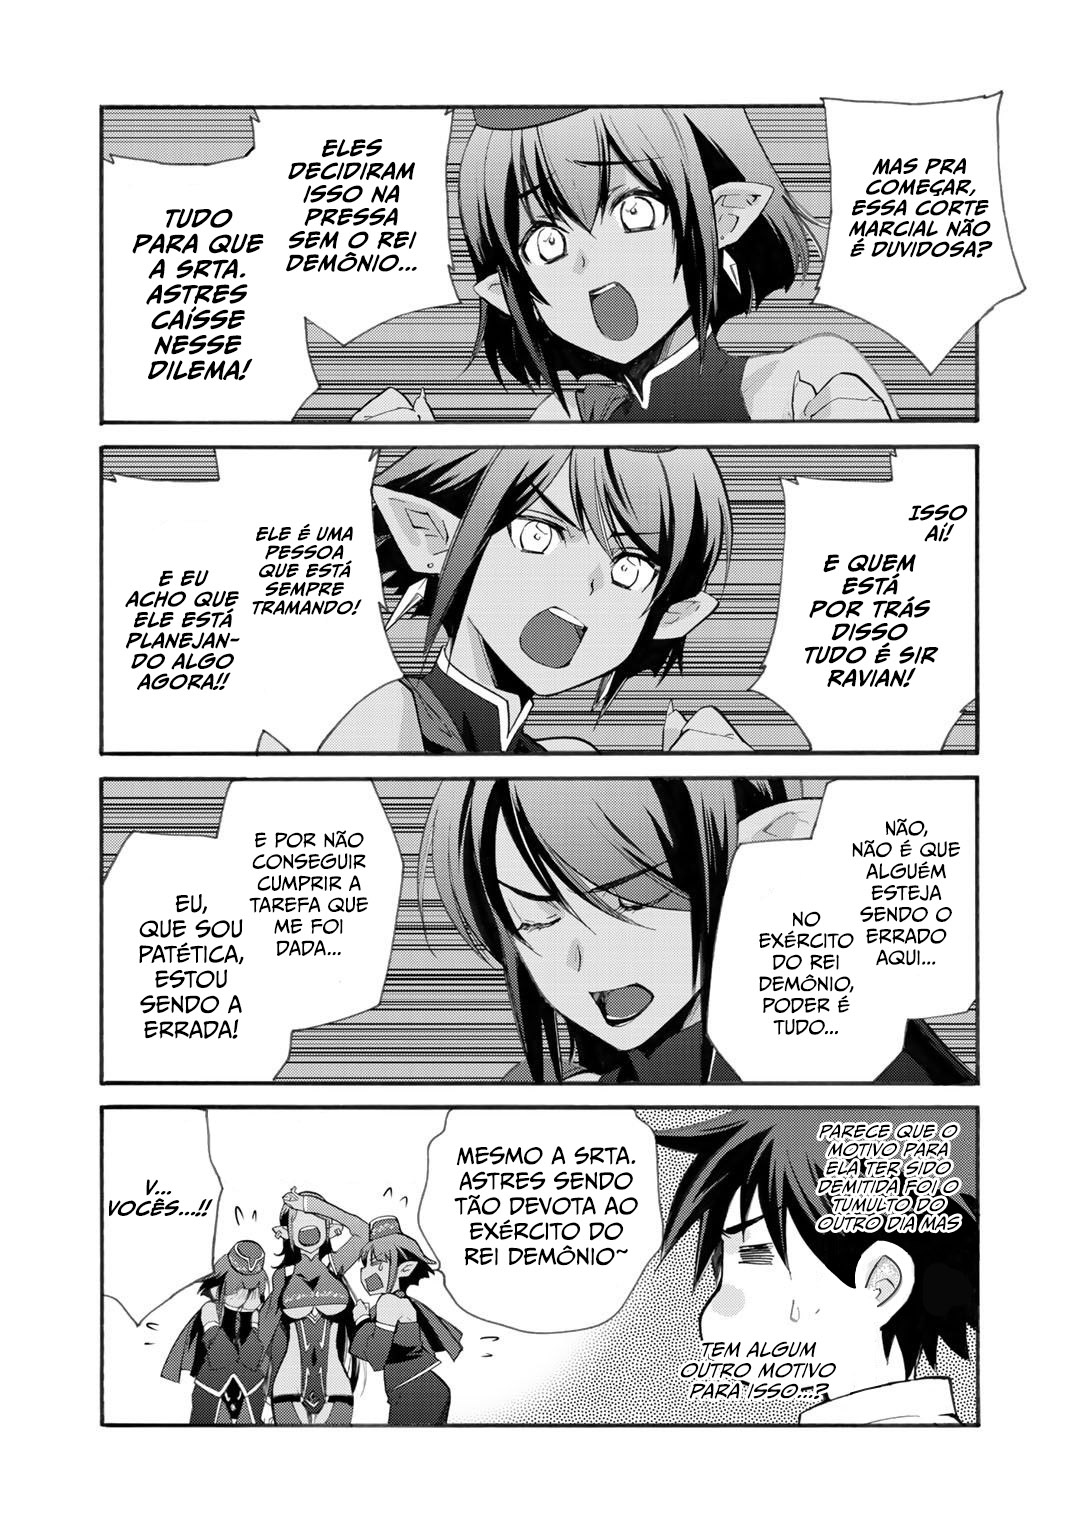 MAS PRA
COMEÇAR,
ESSA CORTE
MARCIAL NÃO
É DUVIDOSA?
ELES
DECIDIRAM
ISSO NA
PRESSA
SEM O REI
DEMÔNIO...
TUDO
PARA QUE
A SRTA.
ASTRES
CAÍSSE
NESSE
DILEMA!
ISSO
AÍ!
E QUEM
ESTÁ
POR TRÁS
DISSO
TUDO É SIR
RAVIAN!
ELE É UMA
PESSOA
QUE ESTÁ
SEMPRE
TRAMANDO!
E EU
ACHO QUE
ELE ESTÁ
PLANEJAN-
DO ALGO
AGORA!!
NÃO,
NÃO É QUE
ALGUÉM
ESTEJA
SENDO O
ERRADO
AQUI...
NO
EXÉRCITO
DO REI
DEMÔNIO,
PODER É
TUDO...
E POR NÃO
CONSEGUIR
CUMPRIR A
TAREFA QUE
ME FOI
DADA...
EU,
QUE SOU
PATÉTICA,
ESTOU
SENDO A
ERRADA!
PARECE QUE O
MOTIVO PARA
ELA TER SIDO
DEMITIDA FOI O
TUMULTO DO
OUTRO DIA MAS
TEM ALGUM
OUTRO MOTIVO
PARA ISSO...?
MESMO A SRTA.
ASTRES SENDO
TÃO DEVOTA AO
EXÉRCITO DO
REI DEMÔNIO~
V...
VOCÊS...!!